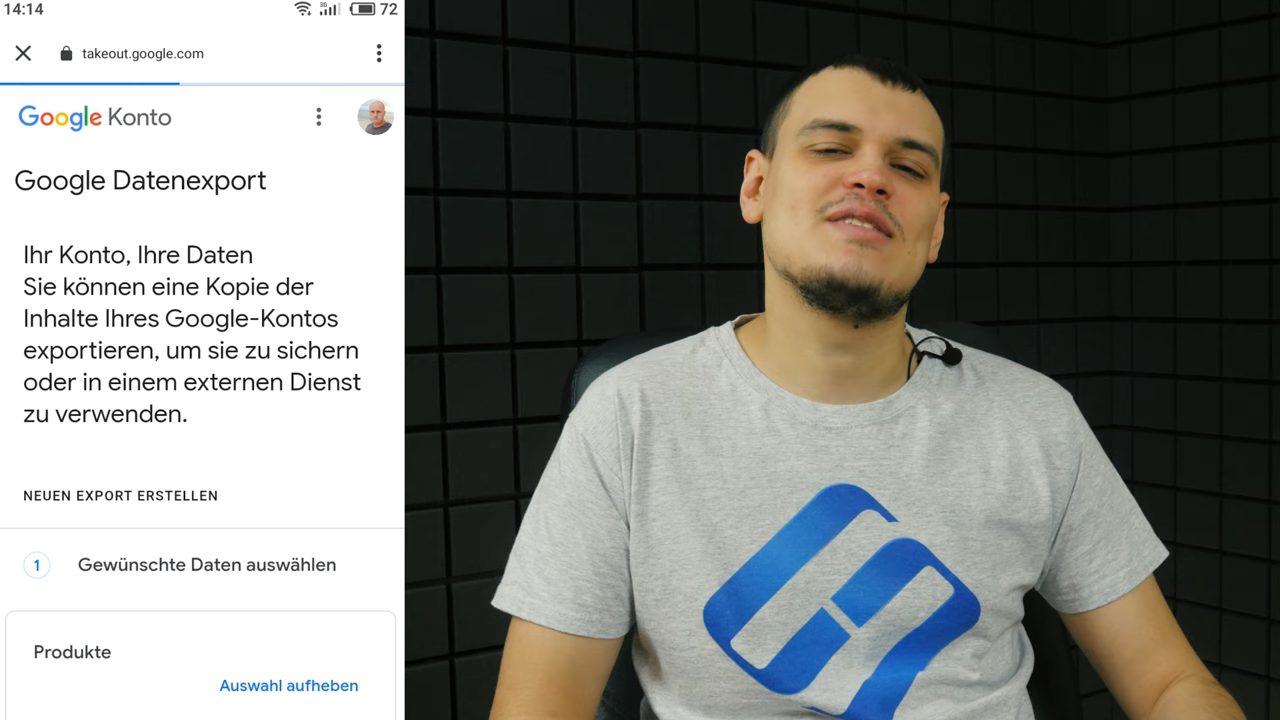 14:14
3G
72
takeout.google.com
Google Konto
Google Datenexport
Ihr Konto, Ihre Daten
Sie können eine Kopie der
Inhalte Ihres Google-Kontos
exportieren, um sie zu sichern
oder in einem externen Dienst
zu verwenden.
NEUEN EXPORT ERSTELLEN
1 Gewünschte Daten auswählen
Produkte
Auswahl aufheben